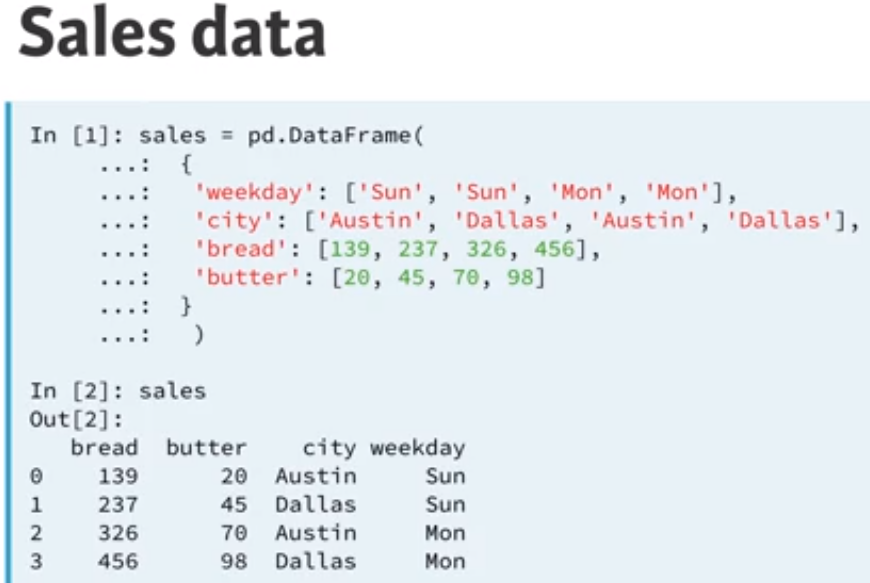 Sales data
In [1]: sales = pd.DataFrame(
   ...:  {
   ...:   'weekday': ['Sun', 'Sun', 'Mon', 'Mon'],
   ...:   'city': ['Austin', 'Dallas', 'Austin', 'Dallas'],
   ...:   'bread': [139, 237, 326, 456],
   ...:   'butter': [20, 45, 70, 98]
   ...:  }
   ...:   )
In [2]: sales
Out[2]:
   bread  butter    city weekday
0    139      20  Austin     Sun
1    237      45  Dallas     Sun
2    326      70  Austin     Mon
3    456      98  Dallas     Mon